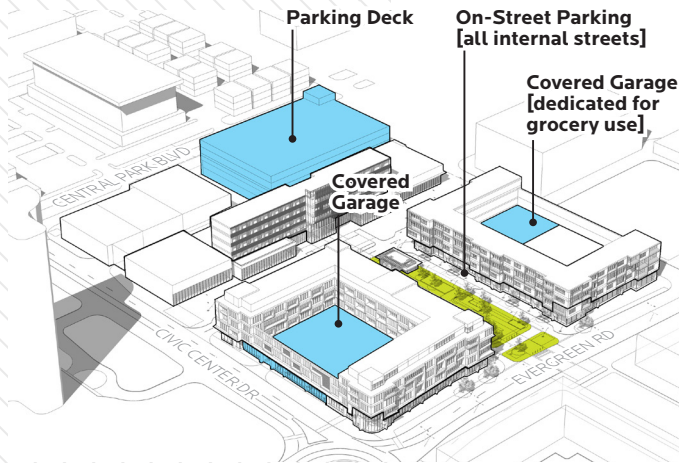 Parking Deck
On-Street Parking
[all internal streets]
Covered Garage
[dedicated for
grocery use]
CENTRAL PARK BLVD
Covered
Garage
CIVIC CENTER DR
EVERGREEN RD